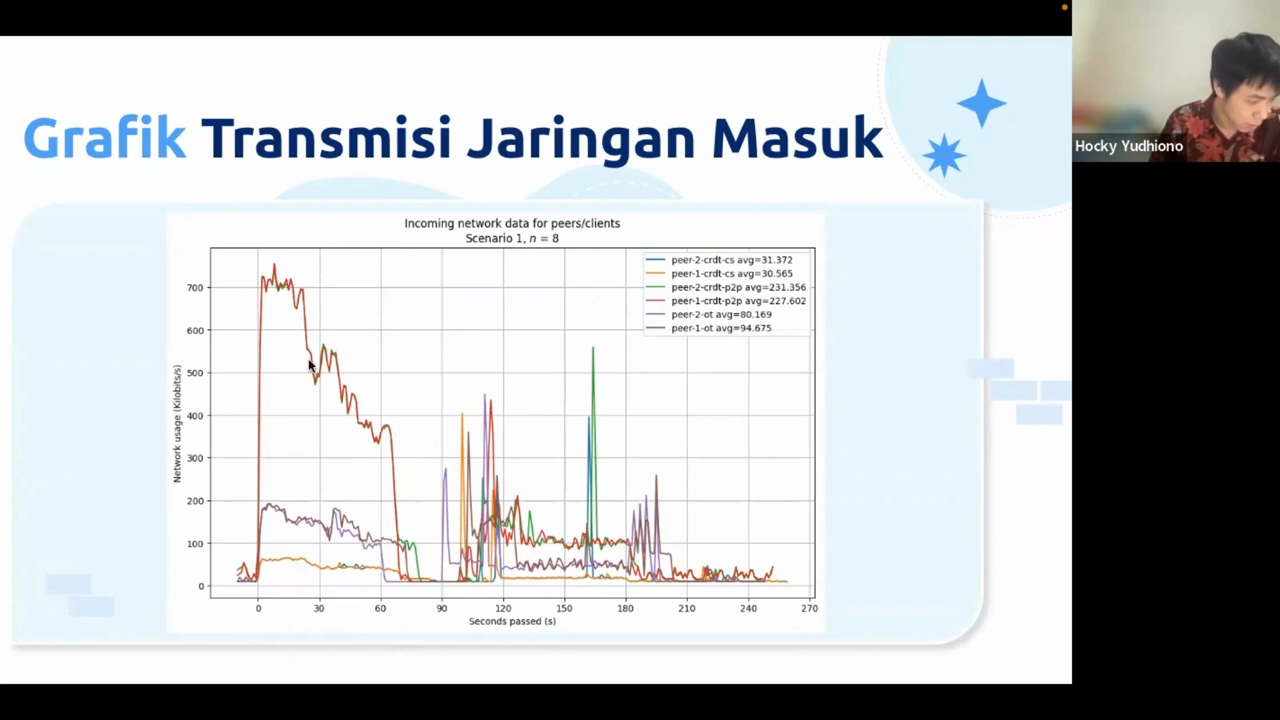 Grafik Transmisi Jaringan Masuk
Hocky Yudhiono
Incoming network data for peers/clients
Scenario 1, n = 8
peer-2-crdt-cs avg=31.372
peer-1-crdt-cs avg=30.565
peer-2-crdt-p2p avg=231.356
peer-1-crdt-p2p avg=227.602
peer-2-ot avg=80.169
peer-1-ot avg=94.675
Network usage (Kilobits/s)
700
600
500
400
300
200
100
0
0 30 60 90 120 150 180 210 240 270
Seconds passed (s)